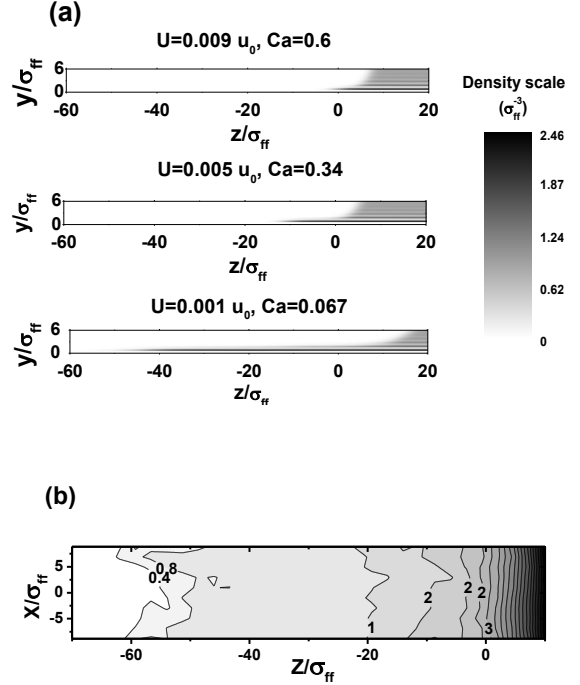 (a)
U=0.009 u0, Ca=0.6
y/σff
6
0
-60 -40 -20 0 20
z/σff
U=0.005 u0, Ca=0.34
y/σff
6
0
-60 -40 -20 0 20
z/σff
U=0.001 u0, Ca=0.067
y/σff
6
0
-60 -40 -20 0 20
z/σff
Density scale
(σff-3)
2.46
1.87
1.24
0.62
0
(b)
X/σff
5
0
-5
0.8
0.4
1
2
2
2
3
-60 -40 -20 0
Z/σff